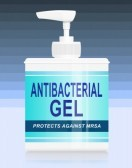 ANTIBACTERIAL
GEL
PROTECTS AGAINST MRSA